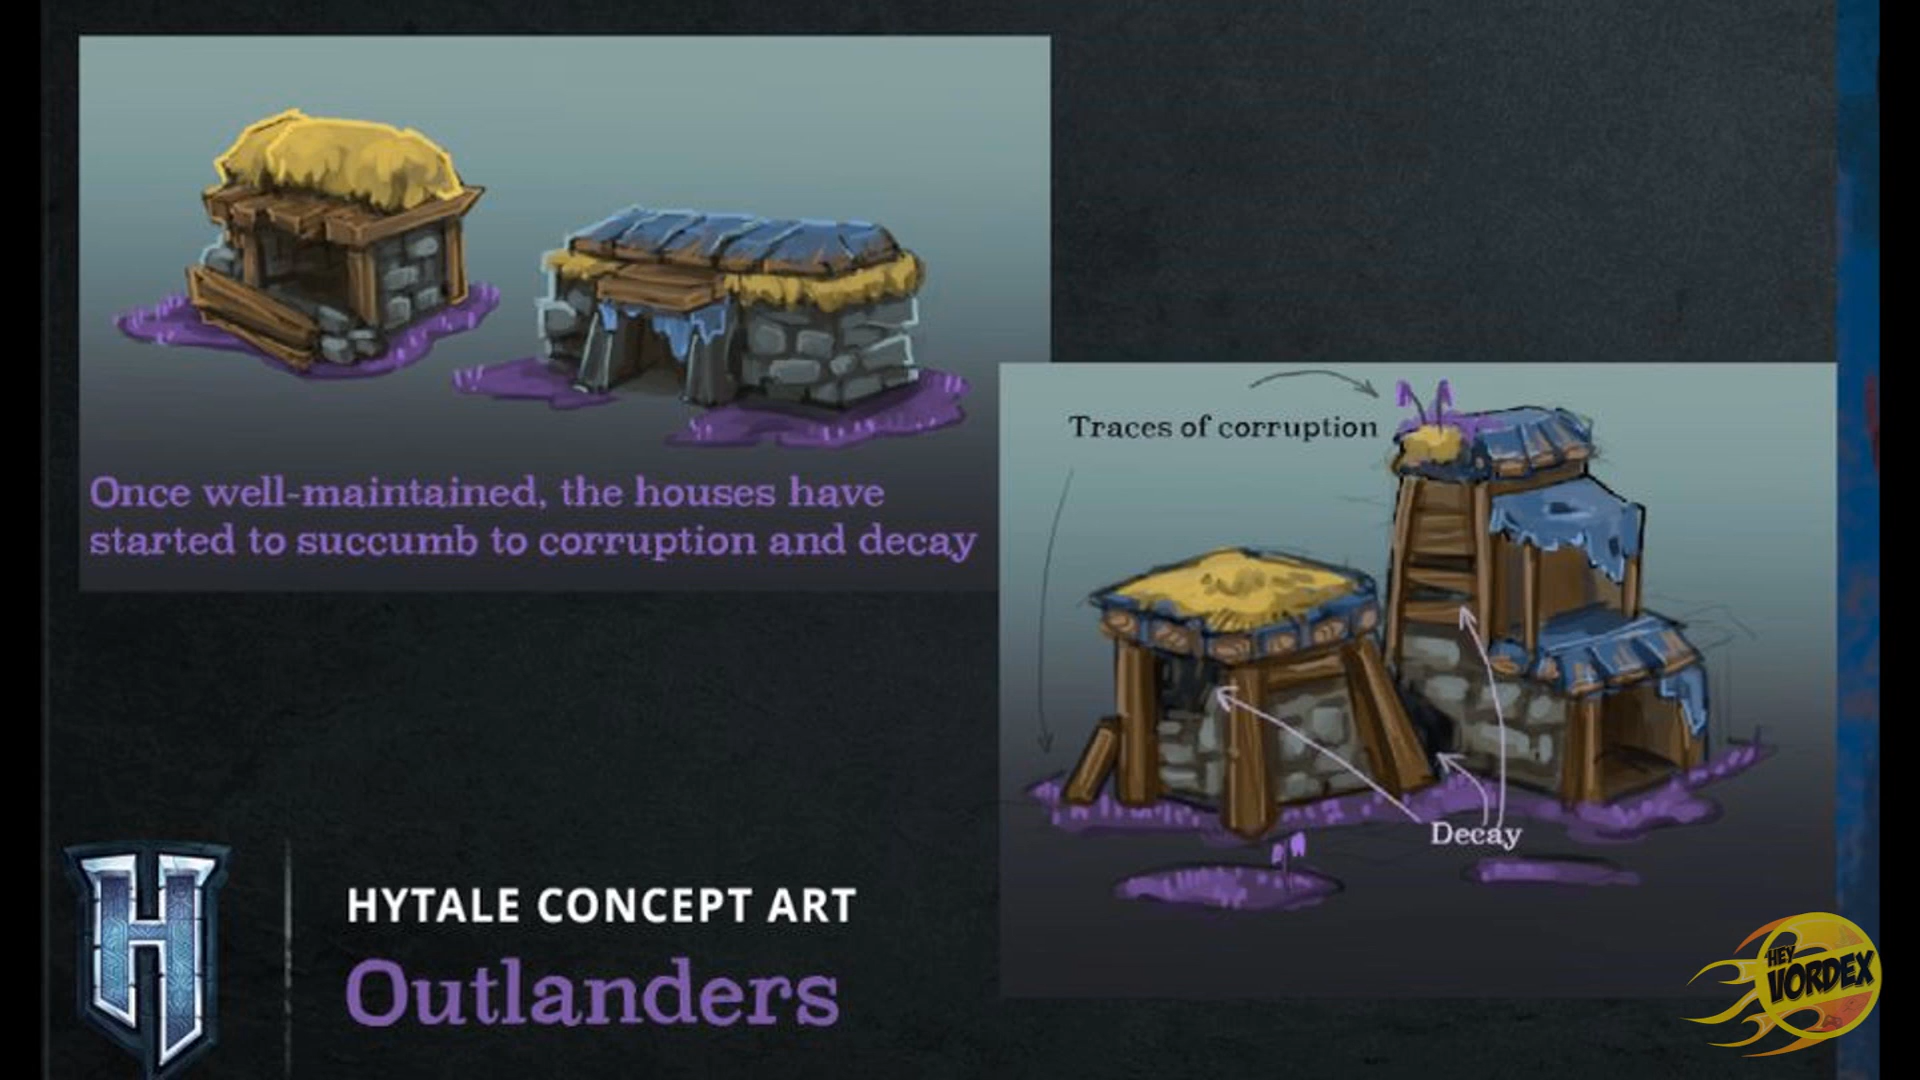 Once well-maintained, the houses have
started to succumb to corruption and decay
Traces of corruption
Decay
HYTALE CONCEPT ART
Outlanders
H
HEY
VORDEX